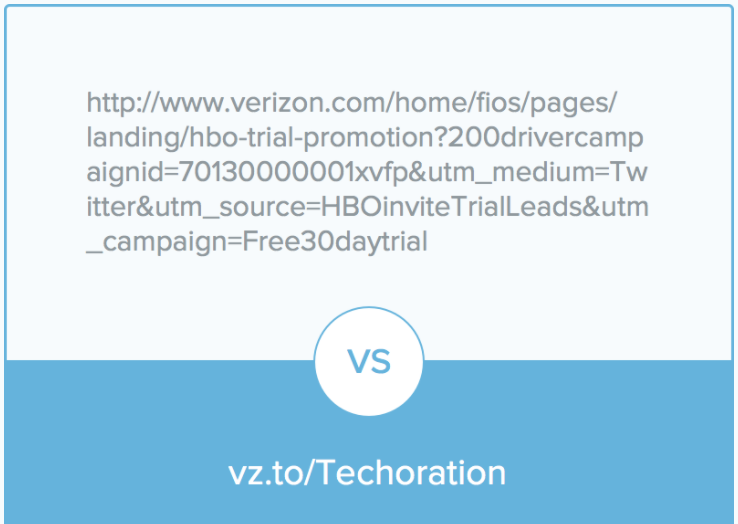 http://www.verizon.com/home/fios/pages/
landing/hbo-trial-promotion?200drivercamp
aignid=70130000001xvfp&utm_medium=Tw
itter&utm_source=HBOinviteTrialLeads&utm
_campaign=Free30daytrial
VS
vz.to/Techoration